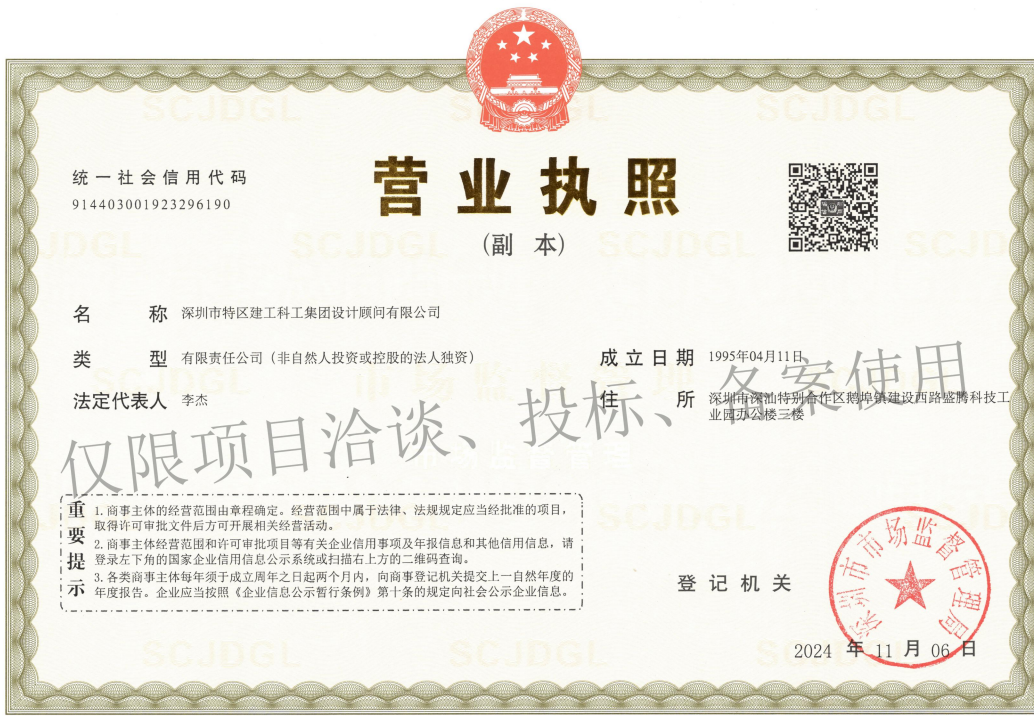 统一社会信用代码
914403001923296190
营业执照
(副 本)
名 称 深圳市特区建工科工集团设计顾问有限公司
类 型 有限责任公司（非自然人投资或控股的法人独资）
法定代表人 李杰
成立日期 1995年04月11日
住 所 深圳市深汕特别合作区鹅埠镇建设西路盛腾科技工
业园办公楼三楼
仅限项目洽谈、投标、备案使用
重要提示
1. 商事主体的经营范围由章程确定。经营范围中属于法律、法规规定应当经批准的项目，
取得许可审批文件后方可开展相关经营活动。
2. 商事主体经营范围和许可审批项目等有关企业信用事项及年报信息和其他信用信息，请
登录左下角的国家企业信用信息公示系统或扫描右上方的二维码查询。
3. 各类商事主体每年须于成立周年之日起两个月内，向商事登记机关提交上一自然年度的
年度报告。企业应当按照《企业信息公示暂行条例》第十条的规定向社会公示企业信息。
登记机关
深圳市市场监督管理局
2024 年 11 月 06 日
SCJDGL
SCJDGL
SCJDGL
SCJDGL
SCJDGL
市场监督管理
SCJDGL
SCJDGL